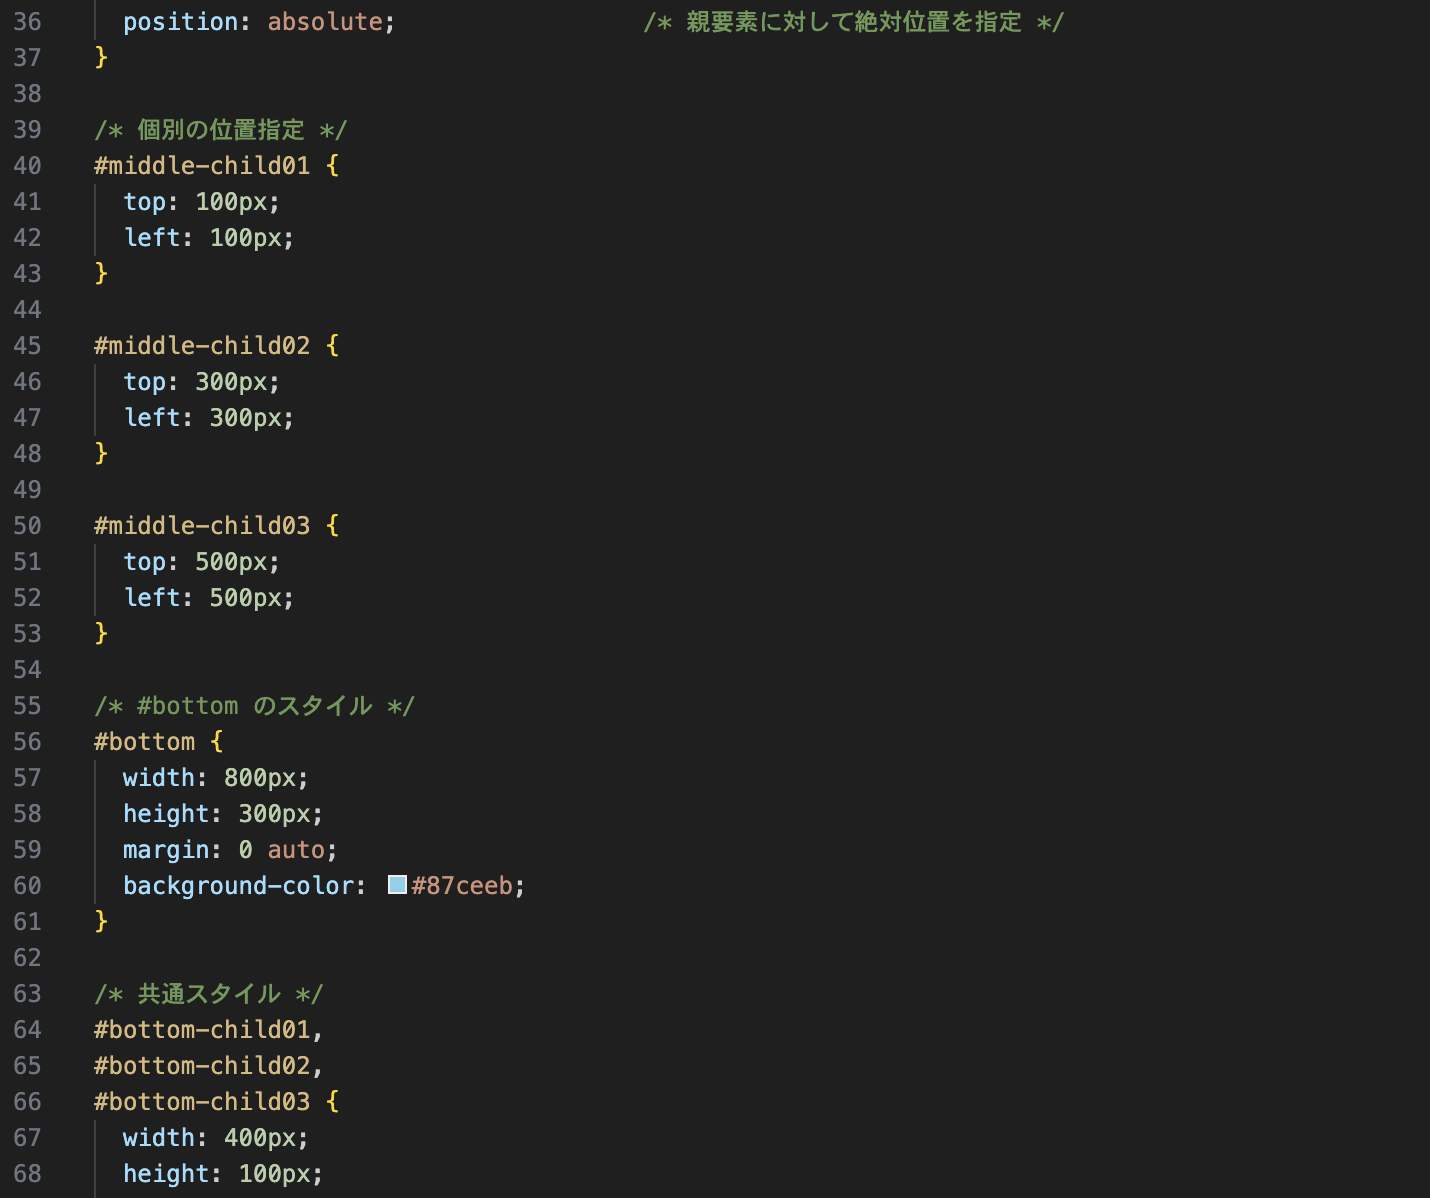 36 position: absolute; /* 親要素に対して絶対位置を指定 */
37 }
38
39 /* 個別の位置指定 */
40 #middle-child01 {
41 top: 100px;
42 left: 100px;
43 }
44
45 #middle-child02 {
46 top: 300px;
47 left: 300px;
48 }
49
50 #middle-child03 {
51 top: 500px;
52 left: 500px;
53 }
54
55 /* #bottom のスタイル */
56 #bottom {
57 width: 800px;
58 height: 300px;
59 margin: 0 auto;
60 background-color: #87ceeb;
61 }
62
63 /* 共通スタイル */
64 #bottom-child01,
65 #bottom-child02,
66 #bottom-child03 {
67 width: 400px;
68 height: 100px;